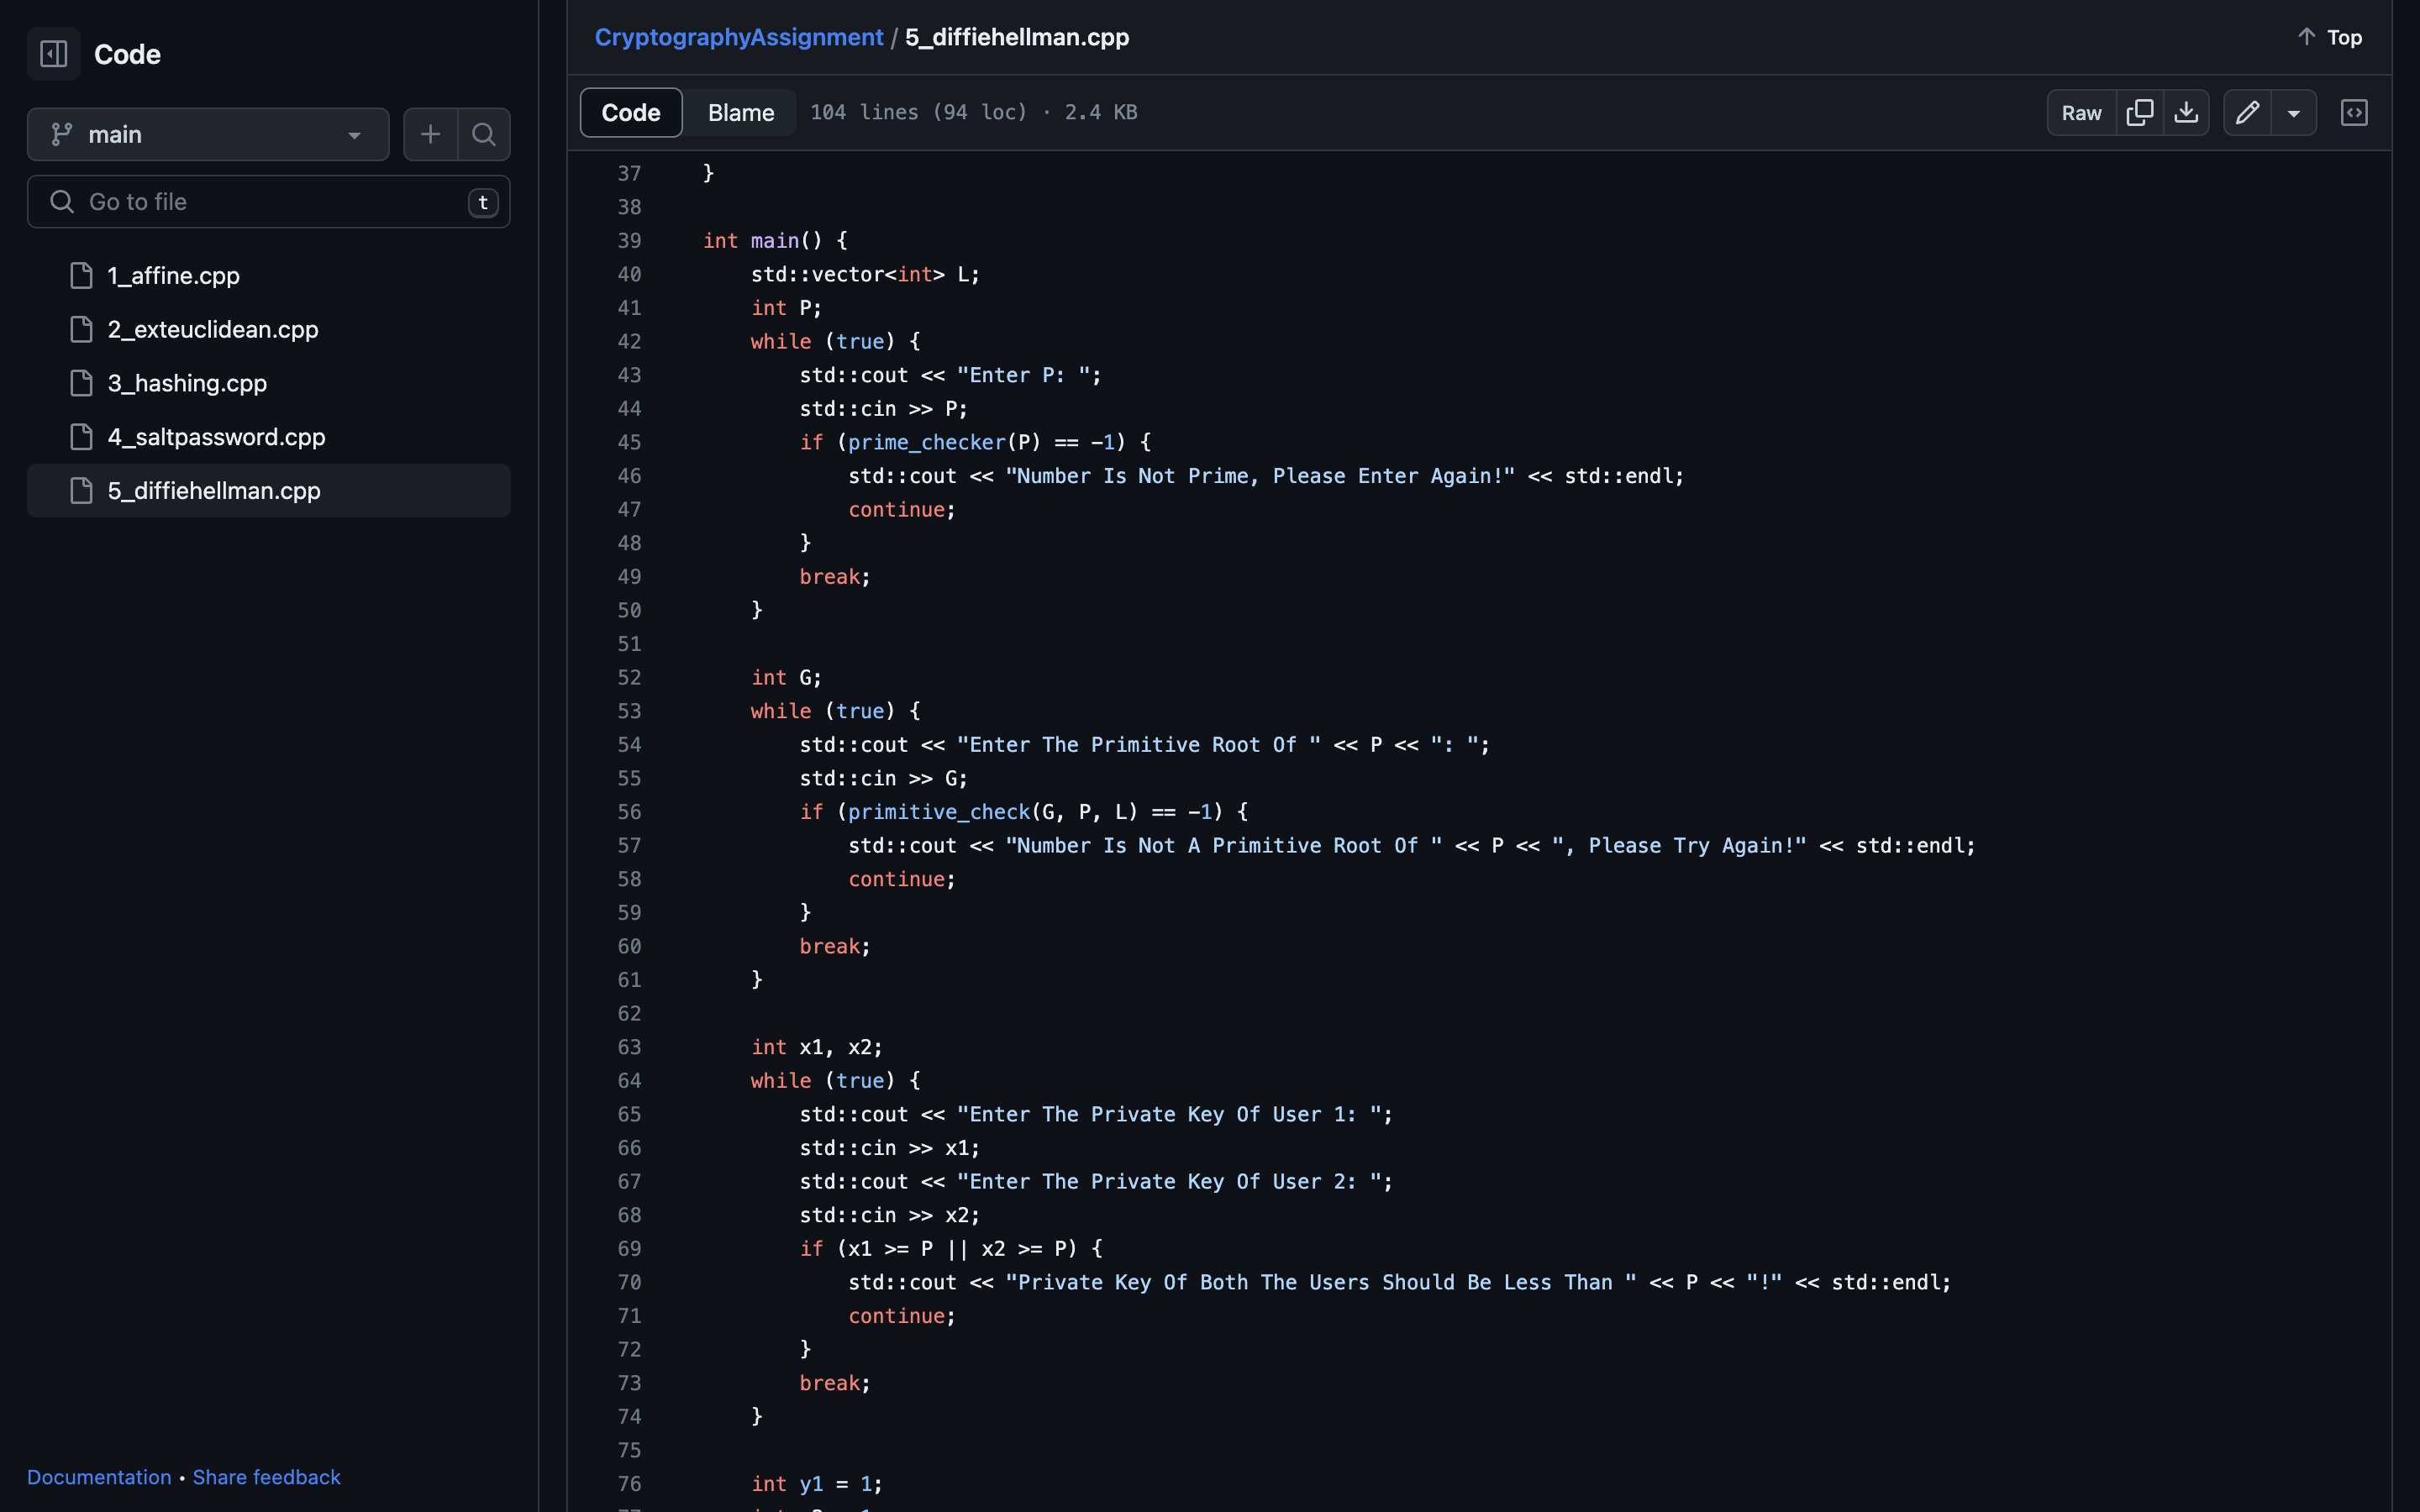 Code
main
Go to file t
1_affine.cpp
2_exteuclidean.cpp
3_hashing.cpp
4_saltpassword.cpp
5_diffiehellman.cpp
Documentation • Share feedback
CryptographyAssignment / 5_diffiehellman.cpp
Top
Code Blame 104 lines (94 loc) · 2.4 KB
Raw
37 }
38
39 int main() {
40     std::vector<int> L;
41     int P;
42     while (true) {
43         std::cout << "Enter P: ";
44         std::cin >> P;
45         if (prime_checker(P) == -1) {
46             std::cout << "Number Is Not Prime, Please Enter Again!" << std::endl;
47             continue;
48         }
49         break;
50     }
51
52     int G;
53     while (true) {
54         std::cout << "Enter The Primitive Root Of " << P << ": ";
55         std::cin >> G;
56         if (primitive_check(G, P, L) == -1) {
57             std::cout << "Number Is Not A Primitive Root Of " << P << ", Please Try Again!" << std::endl;
58             continue;
59         }
60         break;
61     }
62
63     int x1, x2;
64     while (true) {
65         std::cout << "Enter The Private Key Of User 1: ";
66         std::cin >> x1;
67         std::cout << "Enter The Private Key Of User 2: ";
68         std::cin >> x2;
69         if (x1 >= P || x2 >= P) {
70             std::cout << "Private Key Of Both The Users Should Be Less Than " << P << "!" << std::endl;
71             continue;
72         }
73         break;
74     }
75
76     int y1 = 1;